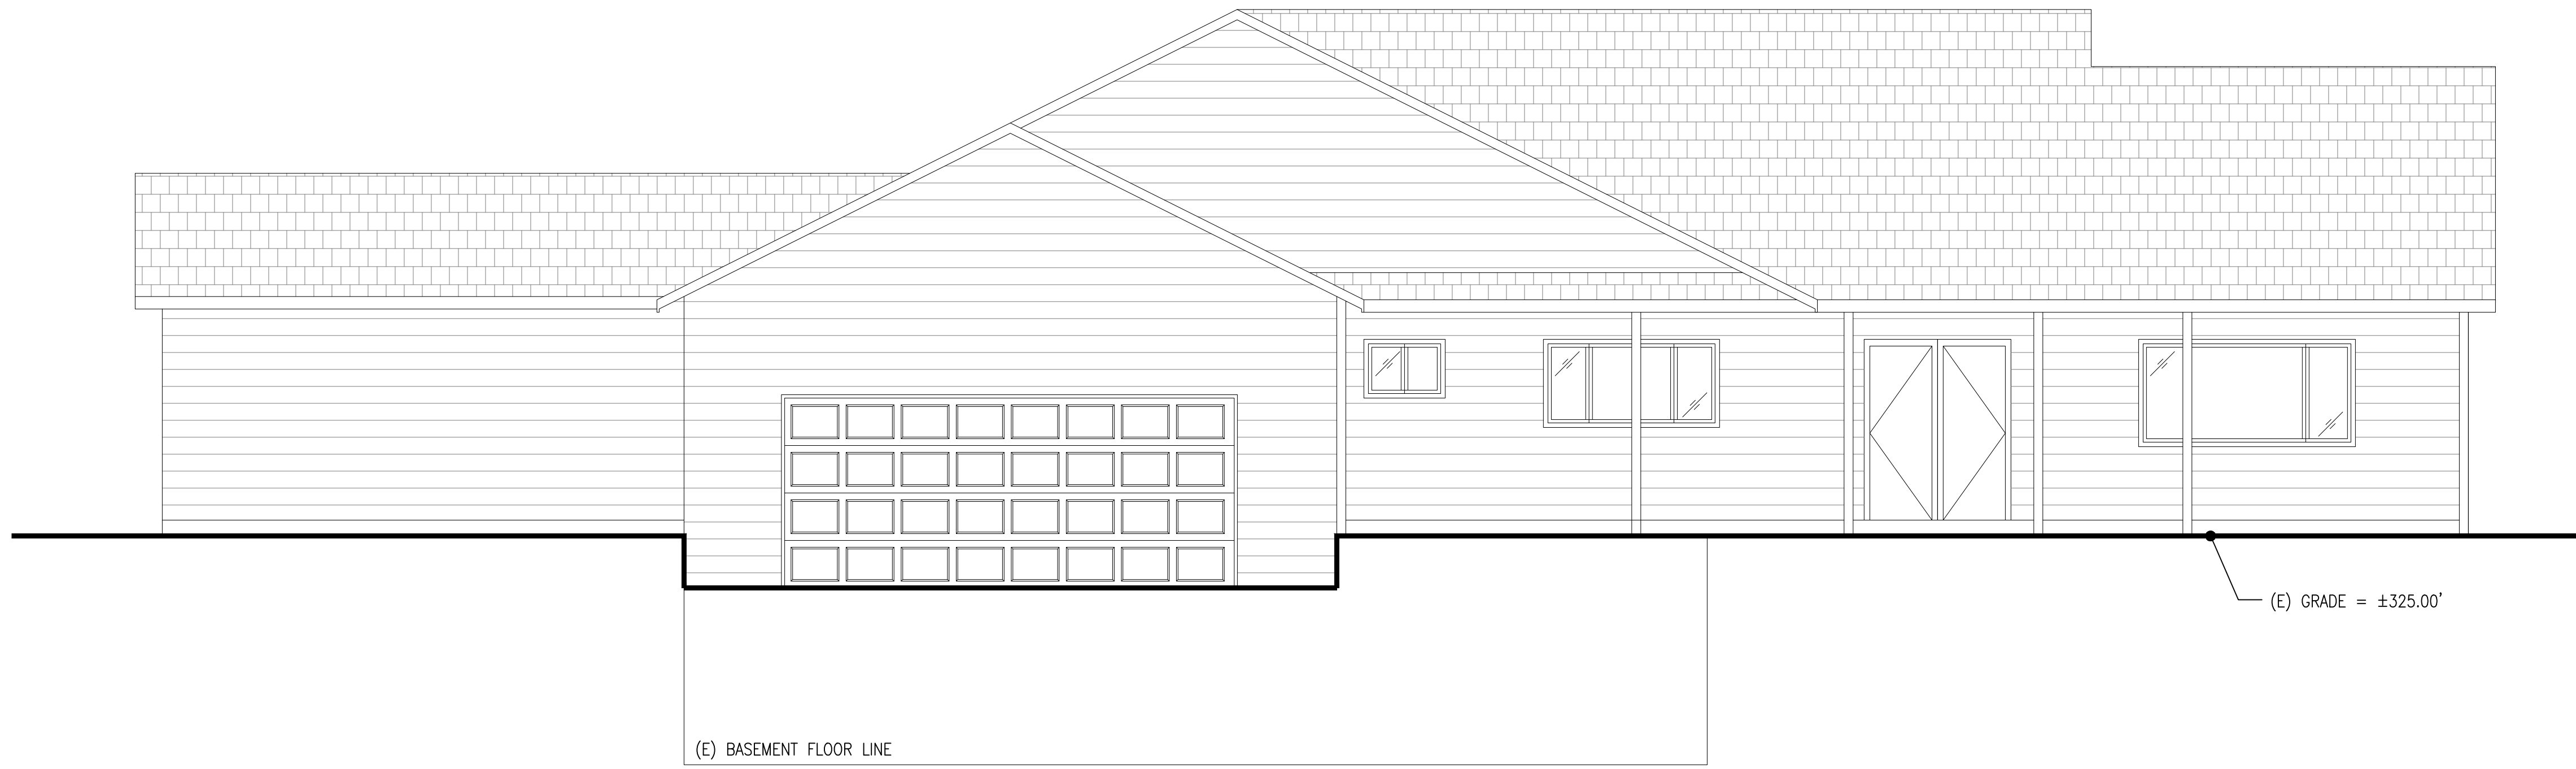 (E) GRADE = ±325.00'
(E) BASEMENT FLOOR LINE